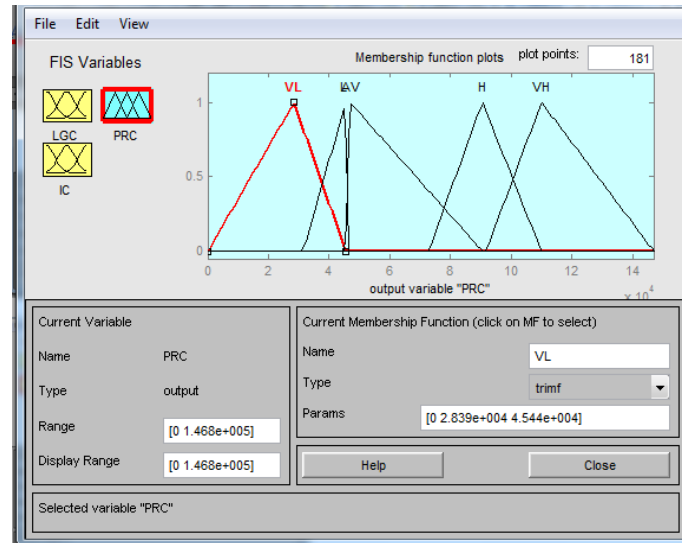 File Edit View
FIS Variables
Membership function plots plot points: 181
LGC PRC
IC
VL AV H VH
1
0.5
0
0 2 4 6 8 10 12 14
output variable "PRC"
x 10^4
Current Variable
Name PRC
Type output
Range [0 1.468e+005]
Display Range [0 1.468e+005]
Current Membership Function (click on MF to select)
Name VL
Type trimf
Params [0 2.839e+004 4.544e+004]
Help Close
Selected variable "PRC"